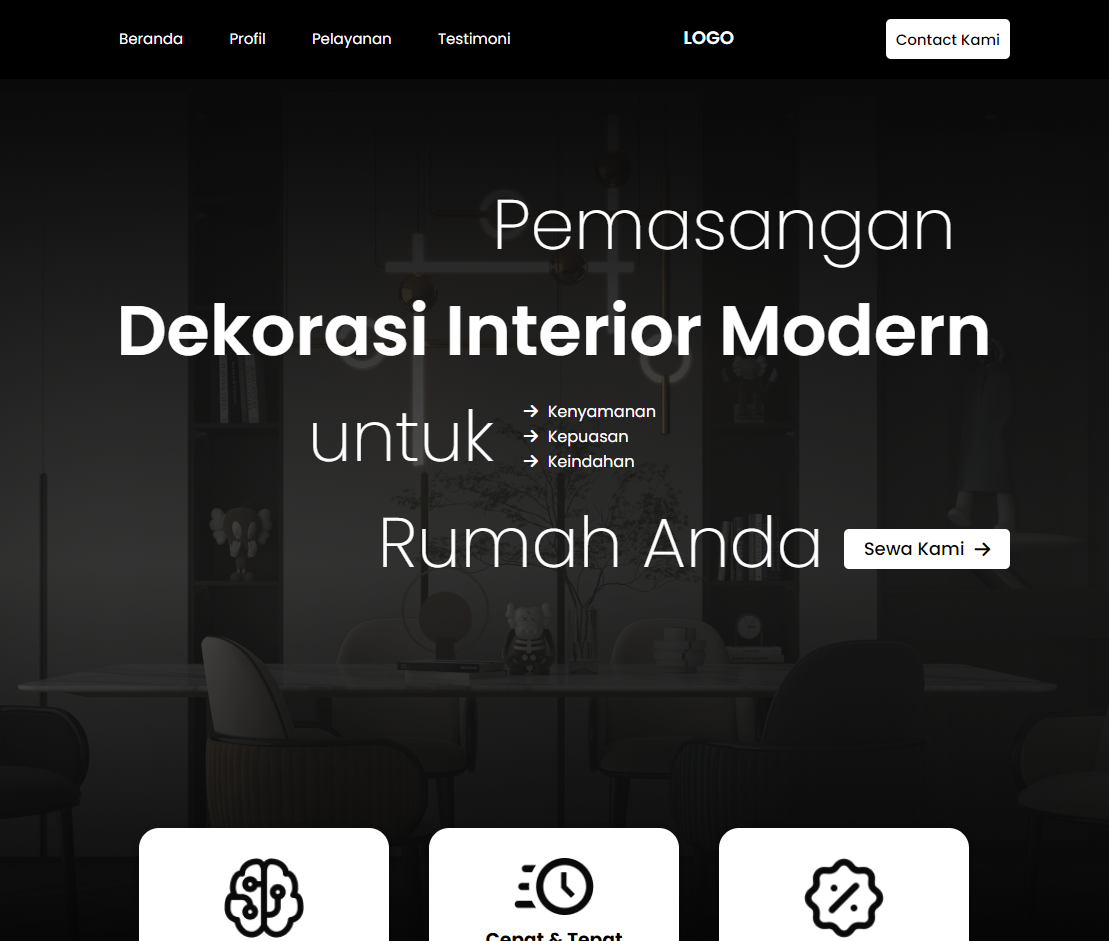 Beranda Profil Pelayanan Testimoni LOGO Contact Kami
Pemasangan
Dekorasi Interior Modern
untuk
Kenyamanan
Kepuasan
Keindahan
Rumah Anda
Sewa Kami
Cepat & Tepat